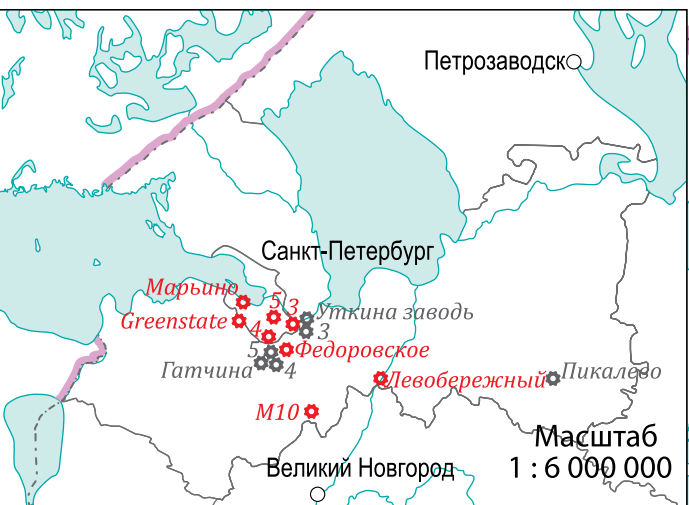 Петрозаводск
Санкт-Петербург
Марьино
5
3
Уткина заводь
Greenstate
4
3
5
Федоровское
Гатчина
4
Левобережный
Пикалево
М10
Масштаб
1 : 6 000 000
Великий Новгород